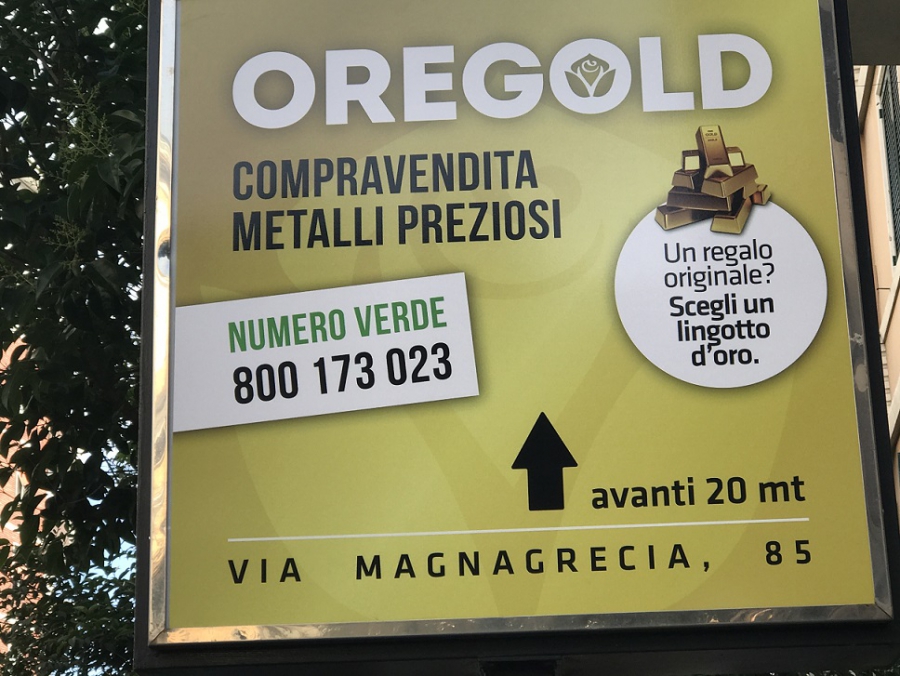 OREGOLD
COMPRAVENDITA
METALLI PREZIOSI
Un regalo
originale?
Scegli un
lingotto
d'oro.
NUMERO VERDE
800 173 023
avanti 20 mt
VIA MAGNAGRECIA, 85